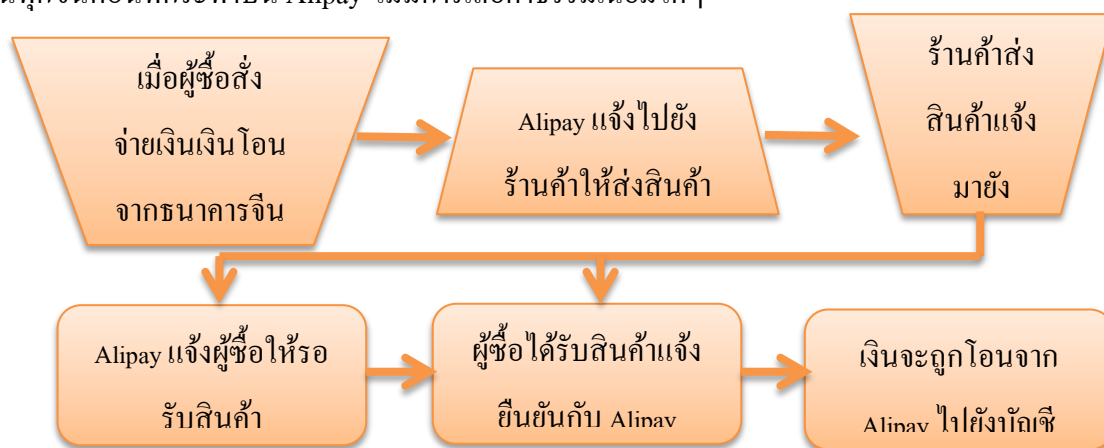 Alipay
เมื่อผู้ซื้อสั่ง
จ่ายเงินเงินโอน
จากธนาคารจีน
Alipay แจ้งไปยัง
ร้านค้าให้ส่งสินค้า
ร้านค้าส่ง
สินค้าแจ้ง
มายัง
Alipay แจ้งผู้ซื้อให้รอ
รับสินค้า
ผู้ซื้อได้รับสินค้าแจ้ง
ยืนยันกับ Alipay
เงินจะถูกโอนจาก
Alipay ไปยังบัญชี